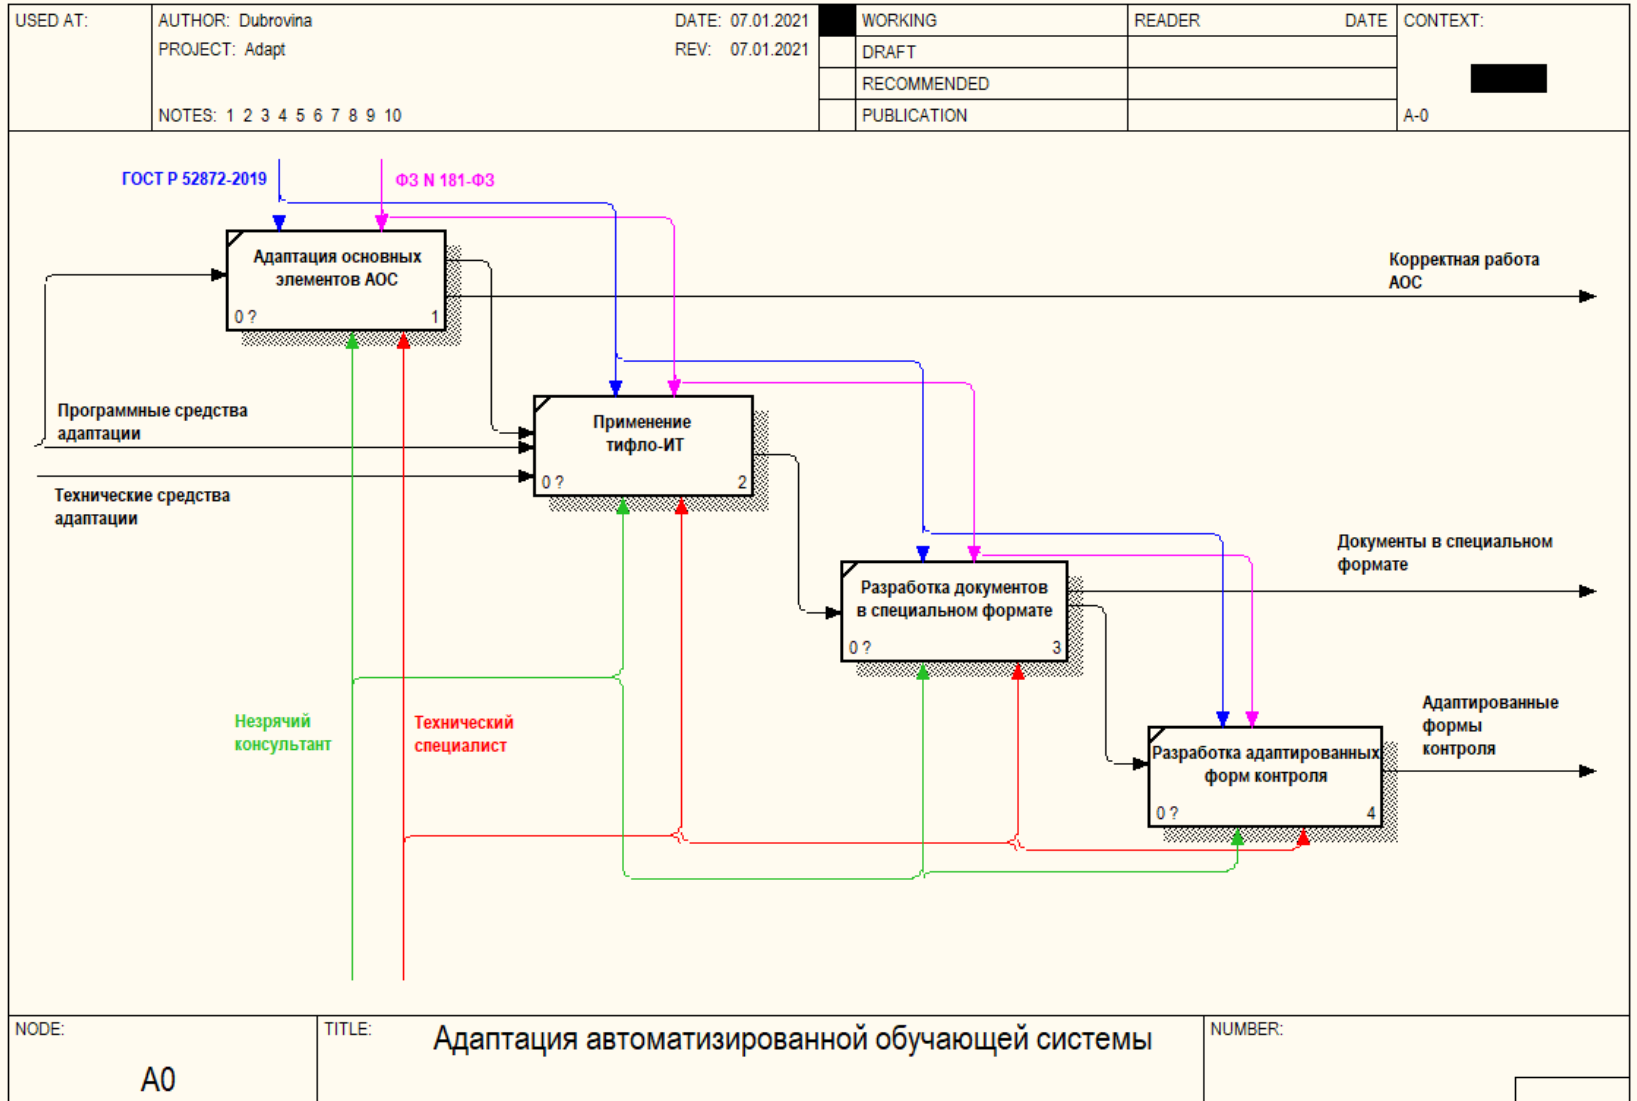 USED AT:
AUTHOR: Dubrovina
DATE: 07.01.2021
PROJECT: Adapt
REV: 07.01.2021
NOTES: 1 2 3 4 5 6 7 8 9 10
WORKING
DRAFT
RECOMMENDED
PUBLICATION
READER
DATE
CONTEXT:
A-0
ГОСТ Р 52872-2019
ФЗ N 181-ФЗ
Адаптация основных
элементов АОС
0 ?
1
Корректная работа
АОС
Программные средства
адаптации
Технические средства
адаптации
Применение
тифло-ИТ
0 ?
2
Разработка документов
в специальном формате
0 ?
3
Документы в специальном
формате
Незрячий
консультант
Технический
специалист
Разработка адаптированных
форм контроля
0 ?
4
Адаптированные
формы
контроля
NODE:
A0
TITLE:
Адаптация автоматизированной обучающей системы
NUMBER: